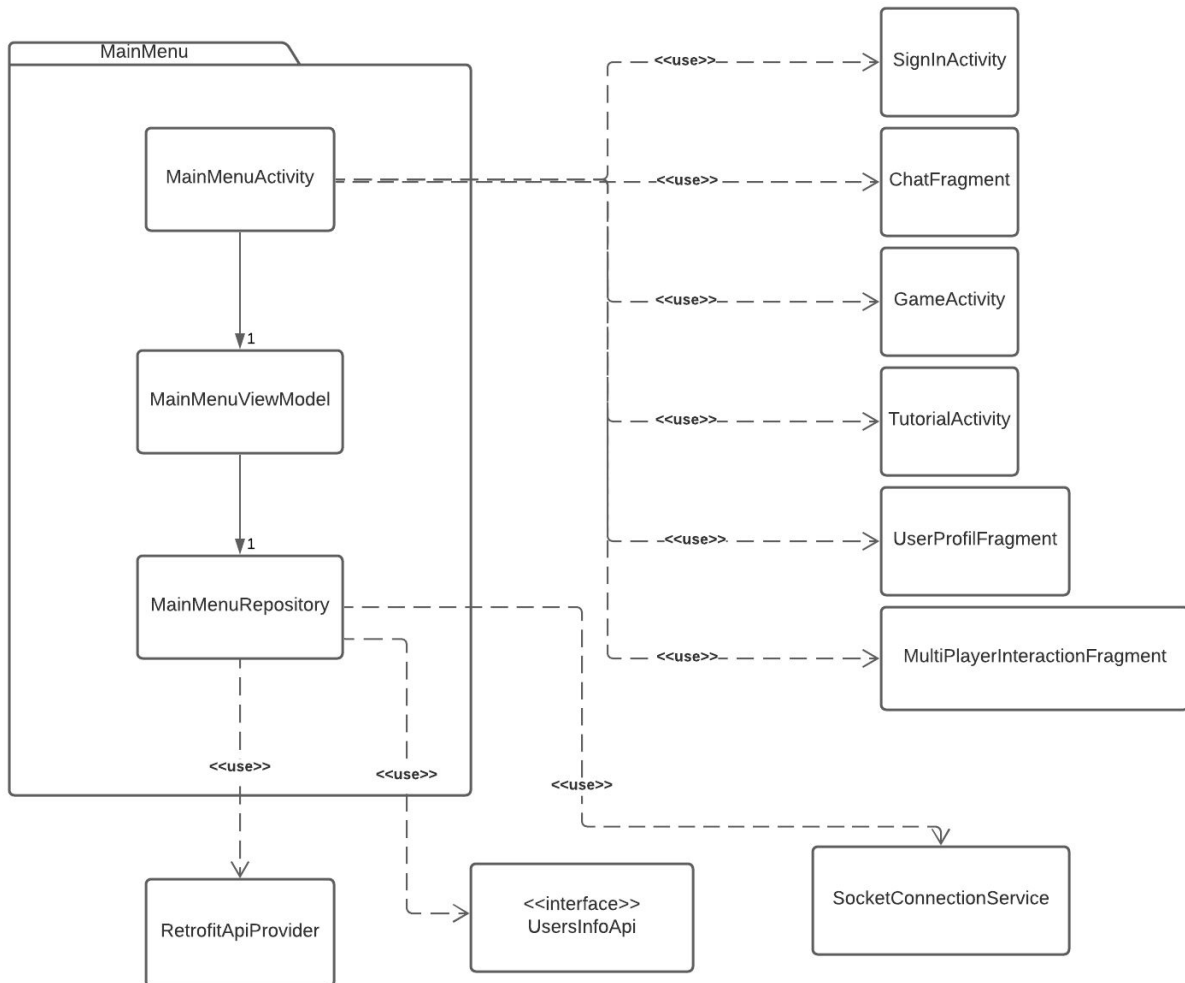 MainMenu
<<use>>
SignInActivity
MainMenuActivity
<<use>>
ChatFragment
<<use>>
GameActivity
1
MainMenuViewModel
<<use>>
TutorialActivity
<<use>>
UserProfilFragment
1
MainMenuRepository
<<use>>
MultiPlayerInteractionFragment
<<use>>
<<use>>
<<use>>
RetrofitApiProvider
<<interface>>
UsersInfoApi
SocketConnectionService